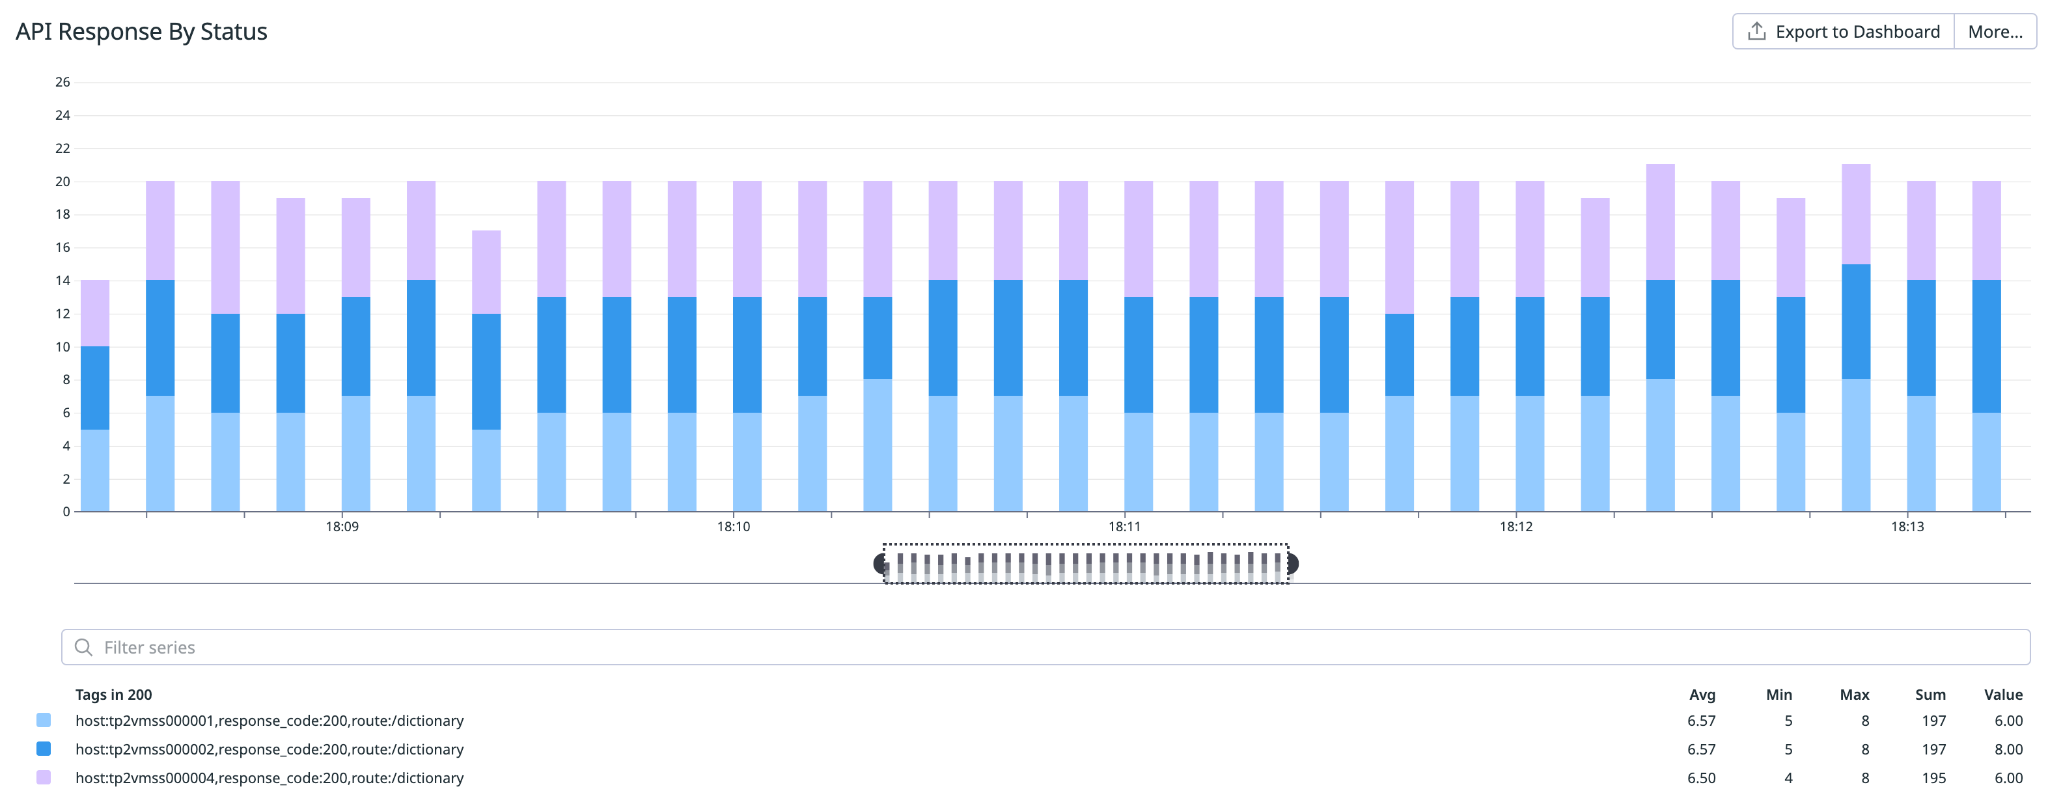 API Response By Status
Export to Dashboard More...
26
24
22
20
18
16
14
12
10
8
6
4
2
0
18:09 18:10 18:11 18:12 18:13
Filter series
Tags in 200 Avg Min Max Sum Value
host:tp2vmss000001,response_code:200,route:/dictionary 6.57 5 8 197 6.00
host:tp2vmss000002,response_code:200,route:/dictionary 6.57 5 8 197 8.00
host:tp2vmss000004,response_code:200,route:/dictionary 6.50 4 8 195 6.00